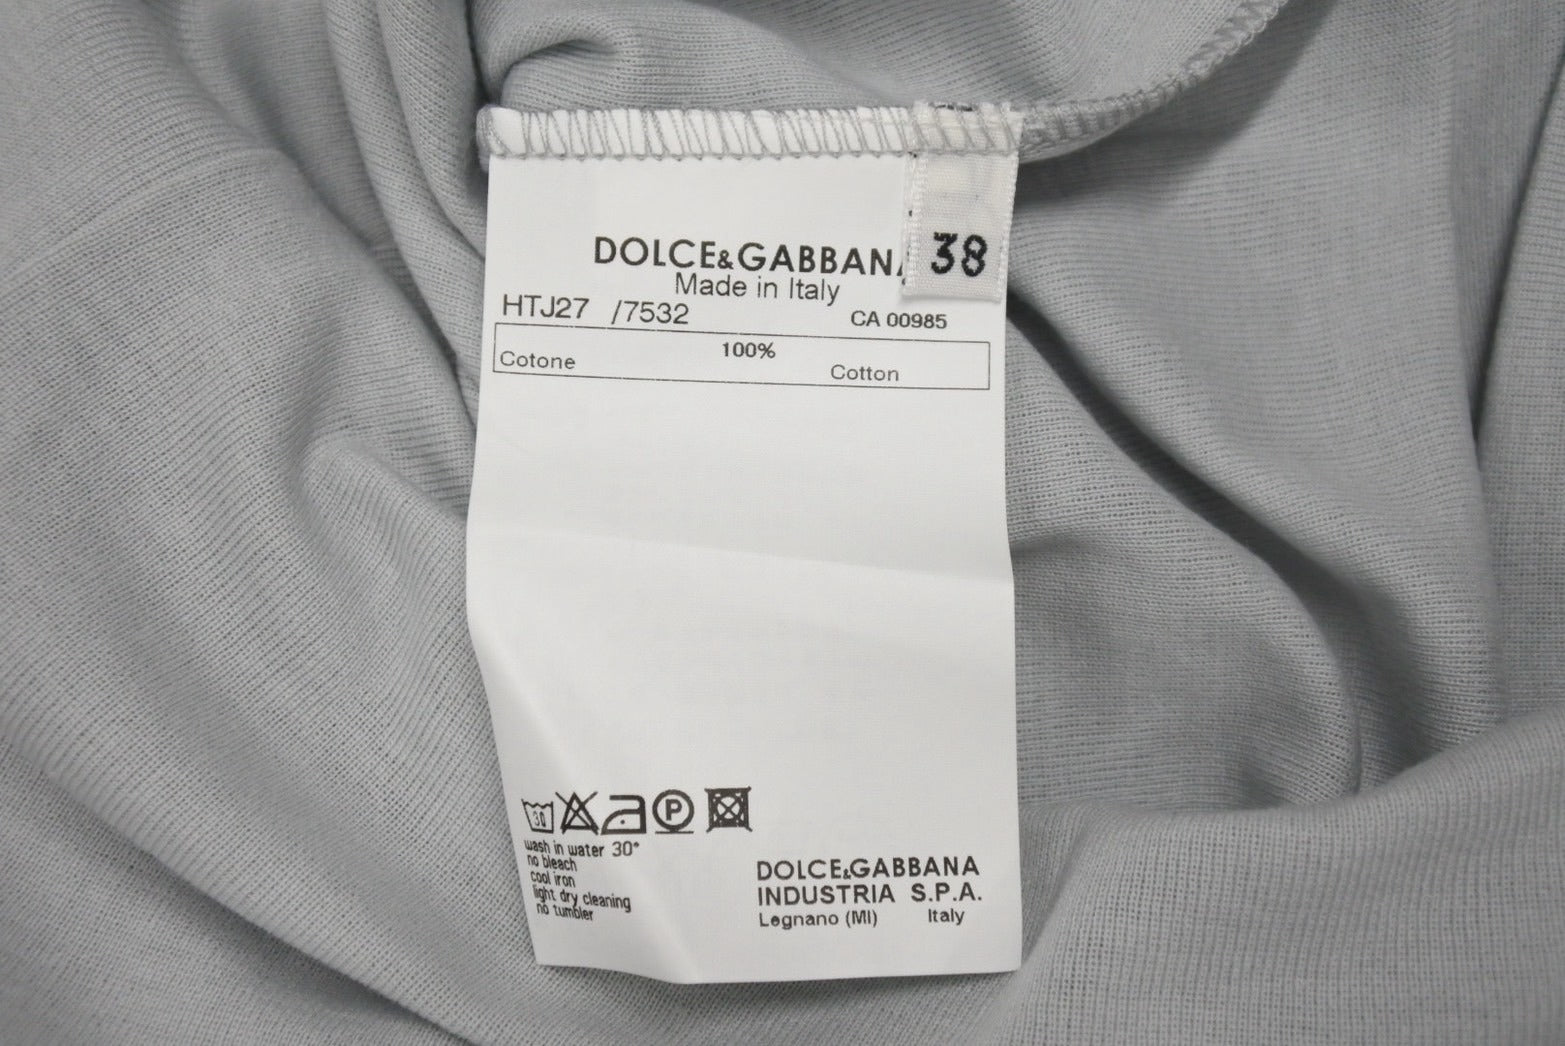 DOLCE&GABBAN
38
Made in Italy
HTJ27 /7532 CA 00985
100%
Cotone Cotton
30 P
wash in water 30°
no bleach
cool iron
light dry cleaning
no tumbler
DOLCE&GABBANA
INDUSTRIA S.P.A.
Legnano (MI) Italy